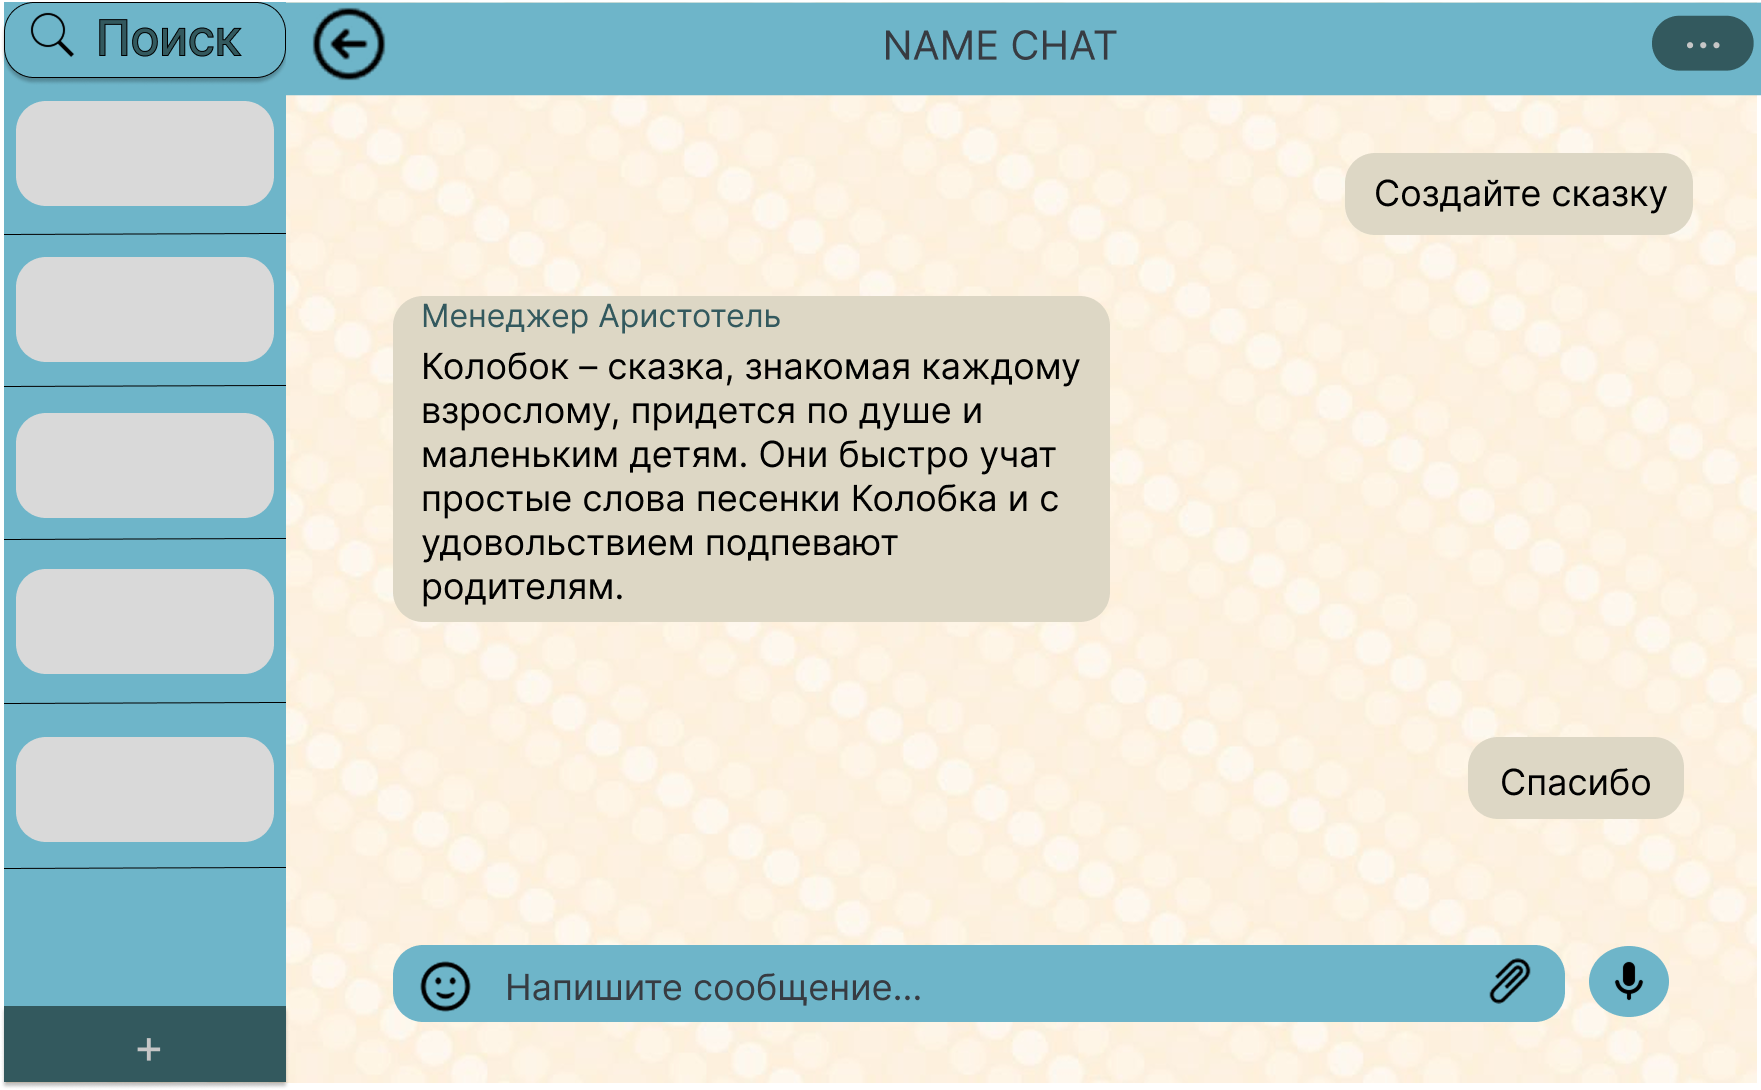 Поиск
NAME CHAT
...
Создайте сказку
Менеджер Аристотель
Колобок – сказка, знакомая каждому
взрослому, придется по душе и
маленьким детям. Они быстро учат
простые слова песенки Колобка и с
удовольствием подпевают
родителям.
Спасибо
Напишите сообщение...
+